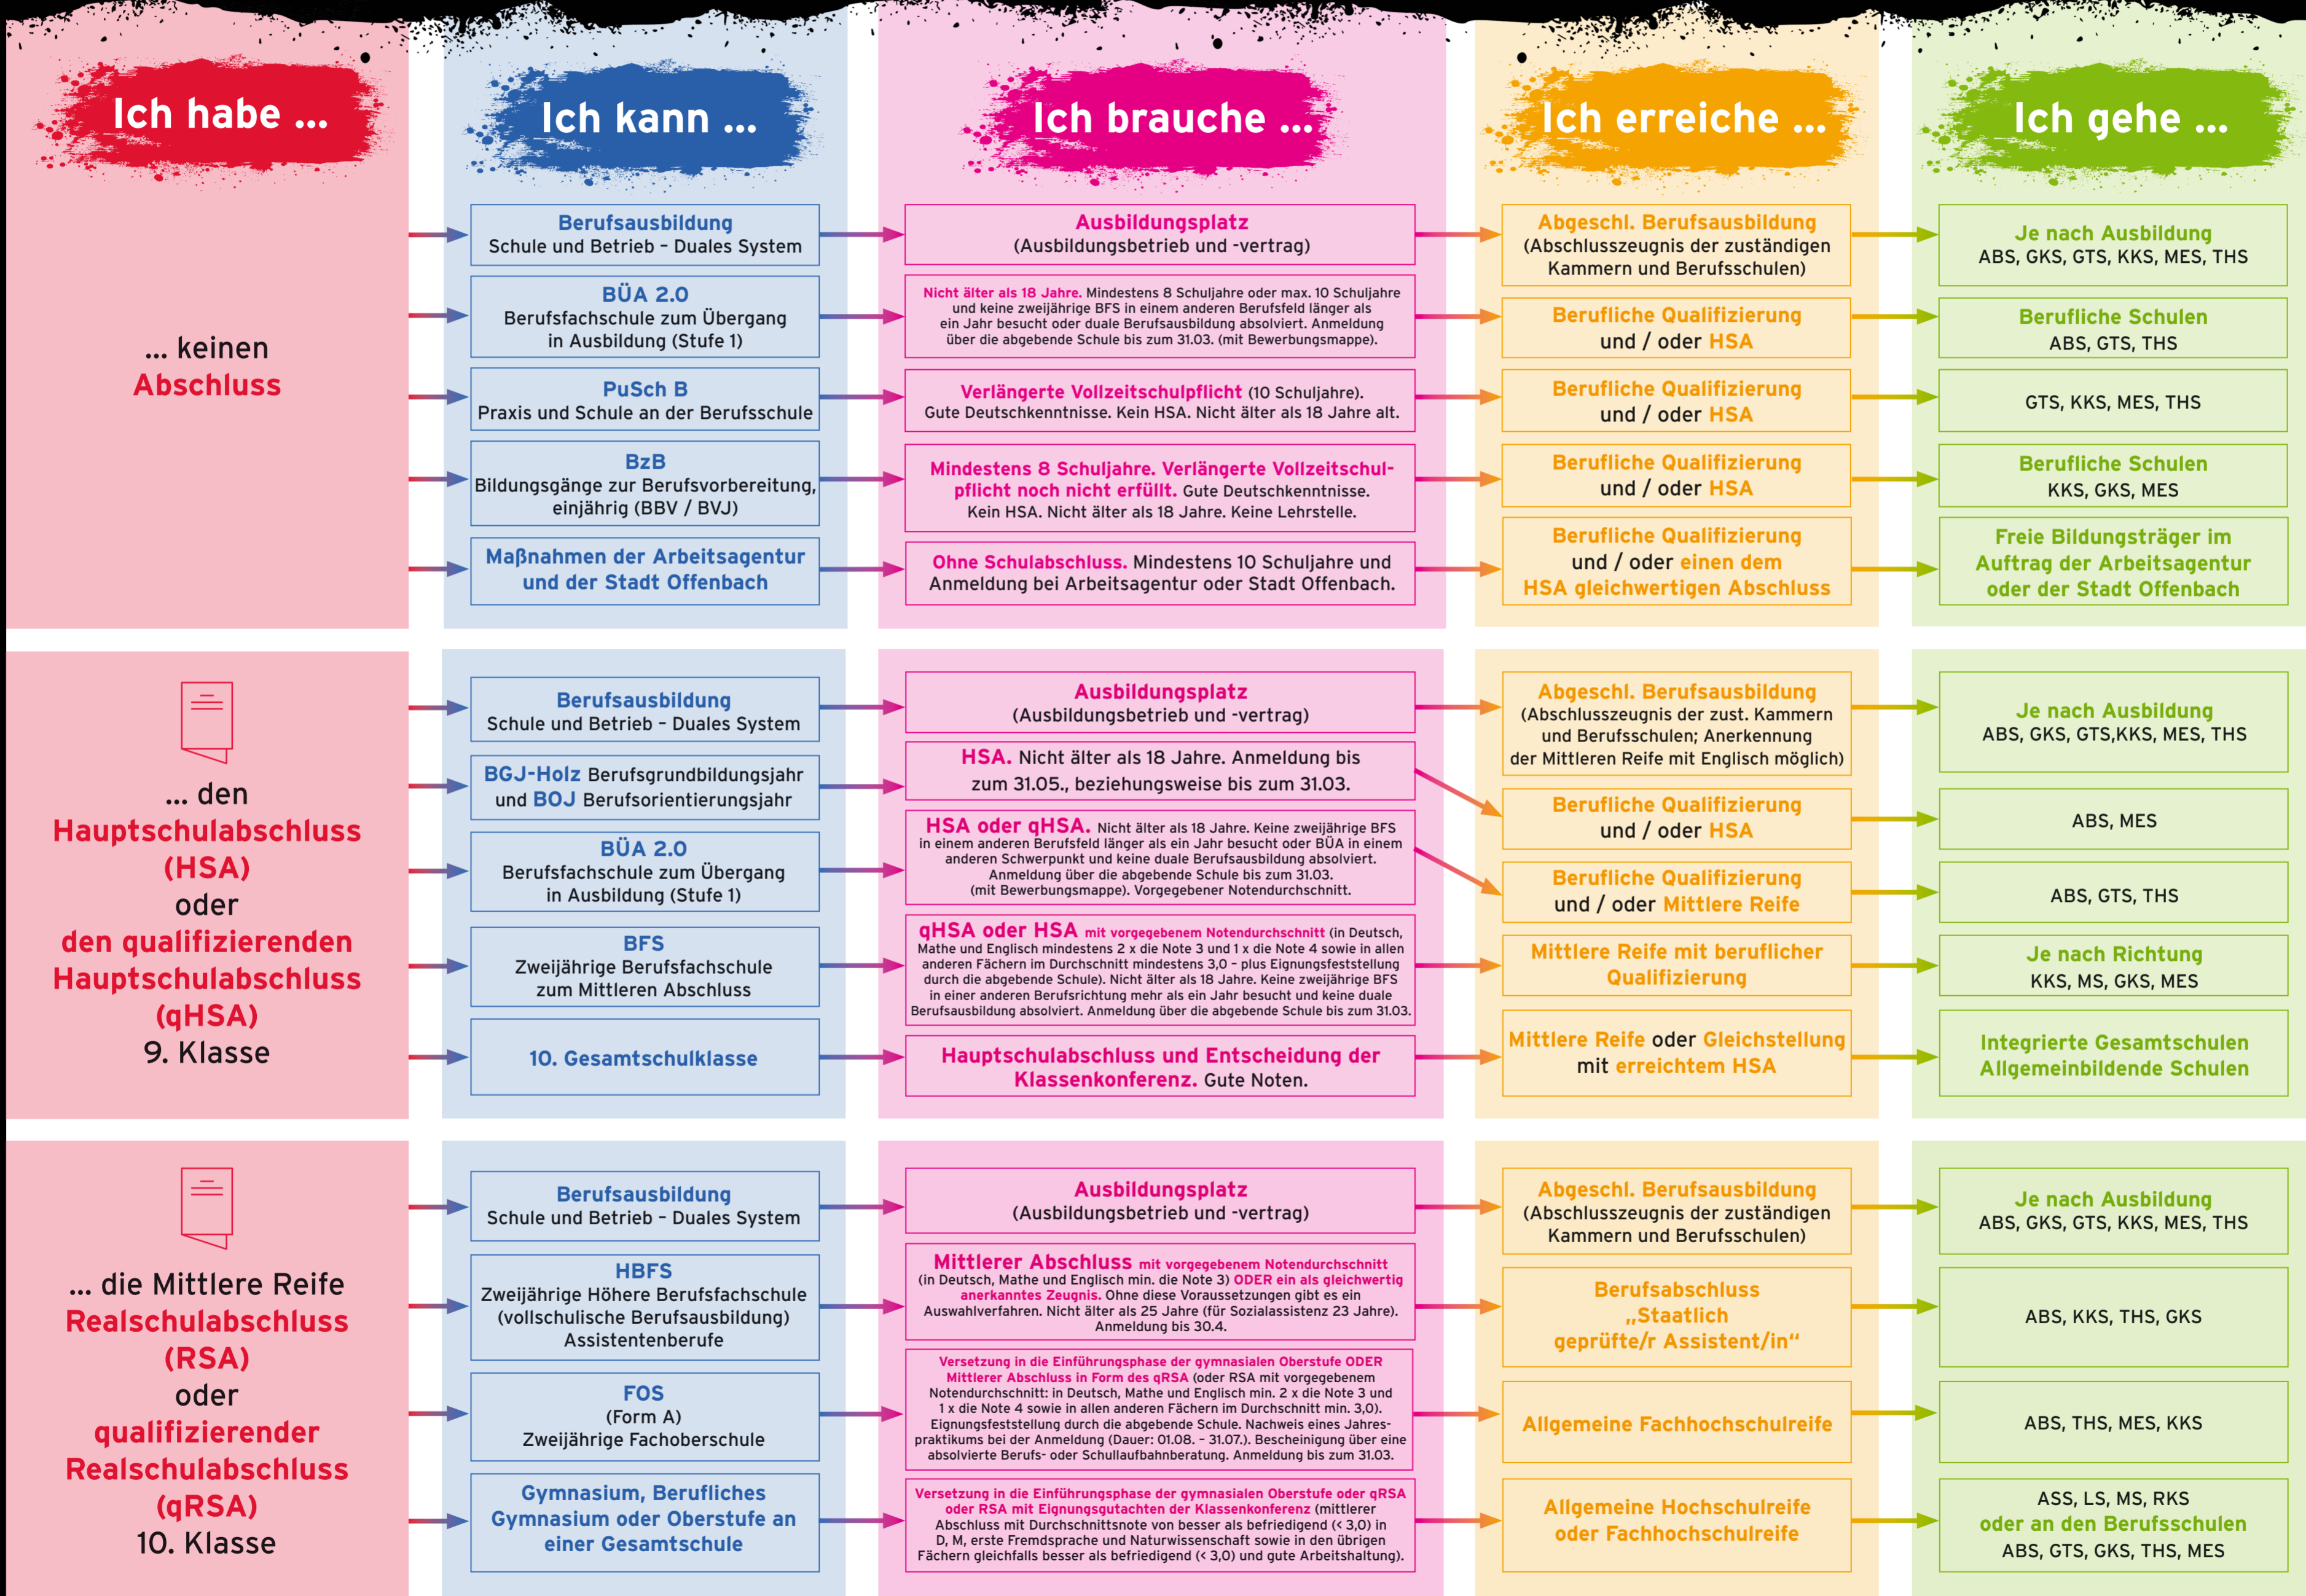 Ich habe ...
Ich kann ...
Ich brauche ...
Ich erreiche ...
Ich gehe ...
... keinen
Abschluss
Berufsausbildung
Schule und Betrieb – Duales System
Ausbildungsplatz
(Ausbildungsbetrieb und -vertrag)
Abgeschl. Berufsausbildung
(Abschlusszeugnis der zuständigen
Kammern und Berufsschulen)
Je nach Ausbildung
ABS, GKS, GTS, KKS, MES, THS
BÜA 2.0
Berufsfachschule zum Übergang
in Ausbildung (Stufe 1)
Nicht älter als 18 Jahre. Mindestens 8 Schuljahre oder max. 10 Schuljahre
und keine zweijährige BFS in einem anderen Berufsfeld länger als
ein Jahr besucht oder duale Berufsausbildung absolviert. Anmeldung
über die abgebende Schule bis zum 31.03. (mit Bewerbungsmappe).
Berufliche Qualifizierung
und / oder HSA
Berufliche Schulen
ABS, GTS, THS
PuSch B
Praxis und Schule an der Berufsschule
Verlängerte Vollzeitschulpflicht (10 Schuljahre).
Gute Deutschkenntnisse. Kein HSA. Nicht älter als 18 Jahre alt.
Berufliche Qualifizierung
und / oder HSA
GTS, KKS, MES, THS
BzB
Bildungsgänge zur Berufsvorbereitung,
einjährig (BBV / BVJ)
Mindestens 8 Schuljahre. Verlängerte Vollzeitschul-
pflicht noch nicht erfüllt. Gute Deutschkenntnisse.
Kein HSA. Nicht älter als 18 Jahre. Keine Lehrstelle.
Berufliche Qualifizierung
und / oder HSA
Berufliche Schulen
KKS, GKS, MES
Maßnahmen der Arbeitsagentur
und der Stadt Offenbach
Ohne Schulabschluss. Mindestens 10 Schuljahre und
Anmeldung bei Arbeitsagentur oder Stadt Offenbach.
Berufliche Qualifizierung
und / oder einen dem
HSA gleichwertigen Abschluss
Freie Bildungsträger im
Auftrag der Arbeitsagentur
oder der Stadt Offenbach
... den
Hauptschulabschluss
(HSA)
oder
den qualifizierenden
Hauptschulabschluss
(qHSA)
9. Klasse
Berufsausbildung
Schule und Betrieb – Duales System
Ausbildungsplatz
(Ausbildungsbetrieb und -vertrag)
Abgeschl. Berufsausbildung
(Abschlusszeugnis der zust. Kammern
und Berufsschulen; Anerkennung
der Mittleren Reife mit Englisch möglich)
Je nach Ausbildung
ABS, GKS, GTS,KKS, MES, THS
BGJ-Holz Berufsgrundbildungsjahr
und BOJ Berufsorientierungsjahr
HSA. Nicht älter als 18 Jahre. Anmeldung bis
zum 31.05., beziehungsweise bis zum 31.03.
Berufliche Qualifizierung
und / oder HSA
ABS, MES
BÜA 2.0
Berufsfachschule zum Übergang
in Ausbildung (Stufe 1)
HSA oder qHSA. Nicht älter als 18 Jahre. Keine zweijährige BFS
in einem anderen Berufsfeld länger als ein Jahr besucht oder BÜA in einem
anderen Schwerpunkt und keine duale Berufsausbildung absolviert.
Anmeldung über die abgebende Schule bis zum 31.03.
(mit Bewerbungsmappe). Vorgegebener Notendurchschnitt.
Berufliche Qualifizierung
und / oder Mittlere Reife
ABS, GTS, THS
BFS
Zweijährige Berufsfachschule
zum Mittleren Abschluss
qHSA oder HSA mit vorgegebenem Notendurchschnitt (in Deutsch,
Mathe und Englisch mindestens 2 x die Note 3 und 1 x die Note 4 sowie in allen
anderen Fächern im Durchschnitt mindestens 3,0 – plus Eignungsfeststellung
durch die abgebende Schule). Nicht älter als 18 Jahre. Keine zweijährige BFS
in einer anderen Berufsrichtung mehr als ein Jahr besucht und keine duale
Berufsausbildung absolviert. Anmeldung über die abgebende Schule bis zum 31.03.
Mittlere Reife mit beruflicher
Qualifizierung
Je nach Richtung
KKS, MS, GKS, MES
10. Gesamtschulklasse
Hauptschulabschluss und Entscheidung der
Klassenkonferenz. Gute Noten.
Mittlere Reife oder Gleichstellung
mit erreichtem HSA
Integrierte Gesamtschulen
Allgemeinbildende Schulen
... die Mittlere Reife
Realschulabschluss
(RSA)
oder
qualifizierender
Realschulabschluss
(qRSA)
10. Klasse
Berufsausbildung
Schule und Betrieb – Duales System
Ausbildungsplatz
(Ausbildungsbetrieb und -vertrag)
Abgeschl. Berufsausbildung
(Abschlusszeugnis der zuständigen
Kammern und Berufsschulen)
Je nach Ausbildung
ABS, GKS, GTS, KKS, MES, THS
HBFS
Zweijährige Höhere Berufsfachschule
(vollschulische Berufsausbildung)
Assistentenberufe
Mittlerer Abschluss mit vorgegebenem Notendurchschnitt
(in Deutsch, Mathe und Englisch min. die Note 3) ODER ein als gleichwertig
anerkanntes Zeugnis. Ohne diese Voraussetzungen gibt es ein
Auswahlverfahren. Nicht älter als 25 Jahre (für Sozialassistenz 23 Jahre).
Anmeldung bis 30.4.
Berufsabschluss
„Staatlich
geprüfte/r Assistent/in“
ABS, KKS, THS, GKS
FOS
(Form A)
Zweijährige Fachoberschule
Versetzung in die Einführungsphase der gymnasialen Oberstufe ODER
Mittlerer Abschluss in Form des qRSA (oder RSA mit vorgegebenem
Notendurchschnitt: in Deutsch, Mathe und Englisch min. 2 x die Note 3 und
1 x die Note 4 sowie in allen anderen Fächern im Durchschnitt min. 3,0).
Eignungsfeststellung durch die abgebende Schule. Nachweis eines Jahres-
praktikums bei der Anmeldung (Dauer: 01.08. – 31.07.). Bescheinigung über eine
absolvierte Berufs- oder Schullaufbahnberatung. Anmeldung bis zum 31.03.
Allgemeine Fachhochschulreife
ABS, THS, MES, KKS
Gymnasium, Berufliches
Gymnasium oder Oberstufe an
einer Gesamtschule
Versetzung in die Einführungsphase der gymnasialen Oberstufe oder qRSA
oder RSA mit Eignungsgutachten der Klassenkonferenz (mittlerer
Abschluss mit Durchschnittsnote von besser als befriedigend (< 3,0) in
D, M, erste Fremdsprache und Naturwissenschaft sowie in den übrigen
Fächern gleichfalls besser als befriedigend (< 3,0) und gute Arbeitshaltung).
Allgemeine Hochschulreife
oder Fachhochschulreife
ASS, LS, MS, RKS
oder an den Berufsschulen
ABS, GTS, GKS, THS, MES